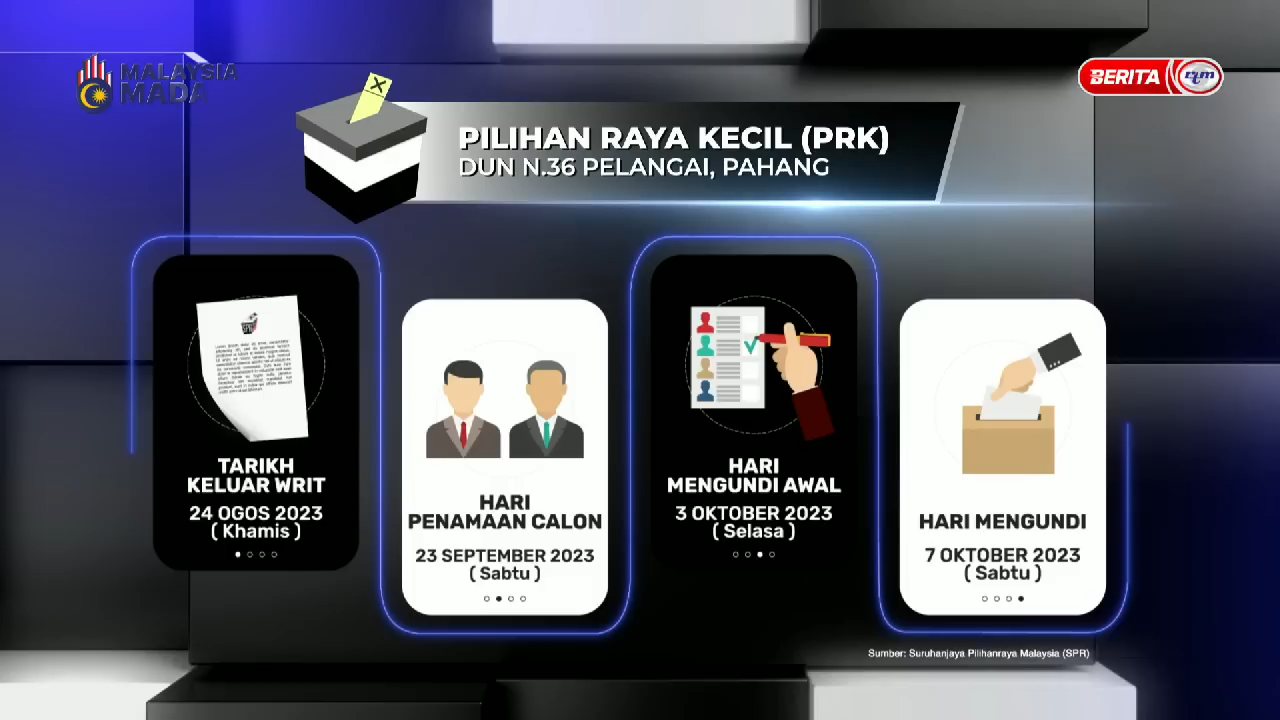 MALAYSIA
MADA
BERITA rtm
PILIHAN RAYA KECIL (PRK)
DUN N.36 PELANGAI, PAHANG
TARIKH
KELUAR WRIT
24 OGOS 2023
( Khamis )
HARI
PENAMAAN CALON
23 SEPTEMBER 2023
( Sabtu )
HARI
MENGUNDI AWAL
3 OKTOBER 2023
( Selasa )
HARI MENGUNDI
7 OKTOBER 2023
( Sabtu )
Sumber: Suruhanjaya Pilihanraya Malaysia (SPR)